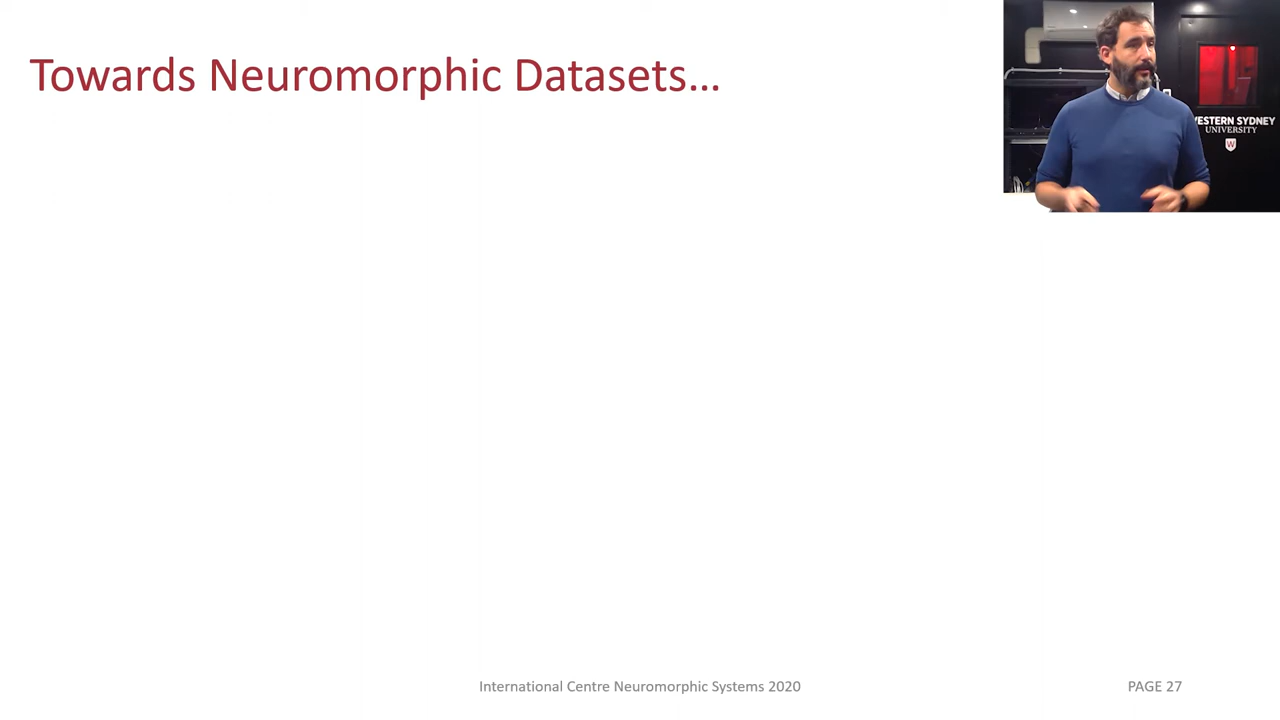 Towards Neuromorphic Datasets…
WESTERN SYDNEY
UNIVERSITY
W
International Centre Neuromorphic Systems 2020
PAGE 27